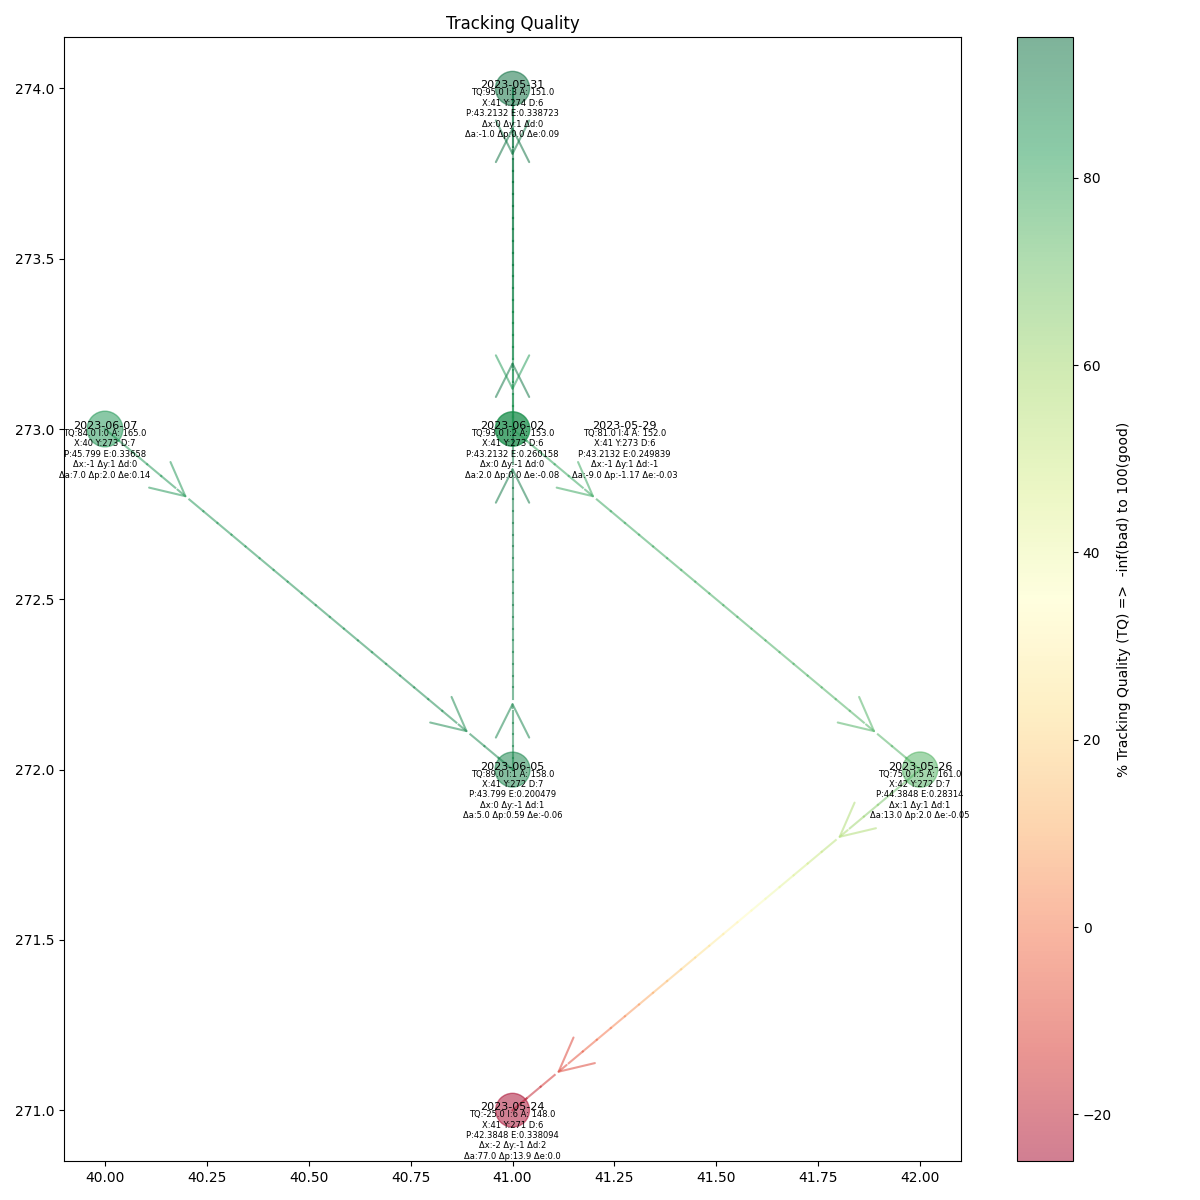 Tracking Quality
274.0
273.5
273.0
272.5
272.0
271.5
271.0
2023-05-31
TQ:95.0 I:3 A: 151.0
X:41 Y:274 D:6
P:43.2132 E:0.338723
Δx:0 Δy:1 Δd:0
Δa:-1.0 Δp:0.0 Δe:0.09
2023-06-07
TQ:84.0 I:0 A: 165.0
X:40 Y:273 D:7
P:45.799 E:0.33658
Δx:-1 Δy:1 Δd:0
Δa:7.0 Δp:2.0 Δe:0.14
2023-06-02
TQ:93.0 I:2 A: 153.0
X:41 Y:273 D:6
P:43.2132 E:0.260158
Δx:0 Δy:-1 Δd:0
Δa:2.0 Δp:0.0 Δe:-0.08
2023-05-29
TQ:81.0 I:4 A: 152.0
X:41 Y:273 D:6
P:43.2132 E:0.249839
Δx:-1 Δy:1 Δd:-1
Δa:-9.0 Δp:-1.17 Δe:-0.03
2023-06-05
TQ:89.0 I:1 A: 158.0
X:41 Y:272 D:7
P:43.799 E:0.200479
Δx:0 Δy:-1 Δd:1
Δa:5.0 Δp:0.59 Δe:-0.06
2023-05-26
TQ:75.0 I:5 A: 161.0
X:42 Y:272 D:7
P:44.3848 E:0.28314
Δx:1 Δy:1 Δd:1
Δa:13.0 Δp:2.0 Δe:-0.05
2023-05-24
TQ:-25.0 I:6 A: 148.0
X:41 Y:271 D:6
P:42.3848 E:0.338094
Δx:-2 Δy:-1 Δd:2
Δa:77.0 Δp:13.9 Δe:0.0
40.00 40.25 40.50 40.75 41.00 41.25 41.50 41.75 42.00
80
60
40
20
0
−20
% Tracking Quality (TQ) => -inf(bad) to 100(good)